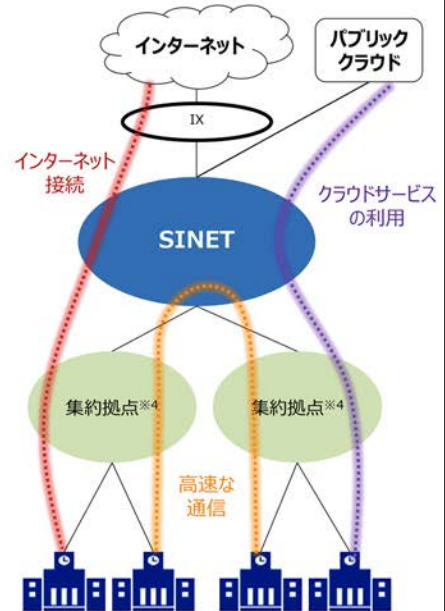 インターネット
パブリック
クラウド
IX
インターネット
接続
クラウドサービス
の利用
SINET
集約拠点※4
集約拠点※4
高速な
通信